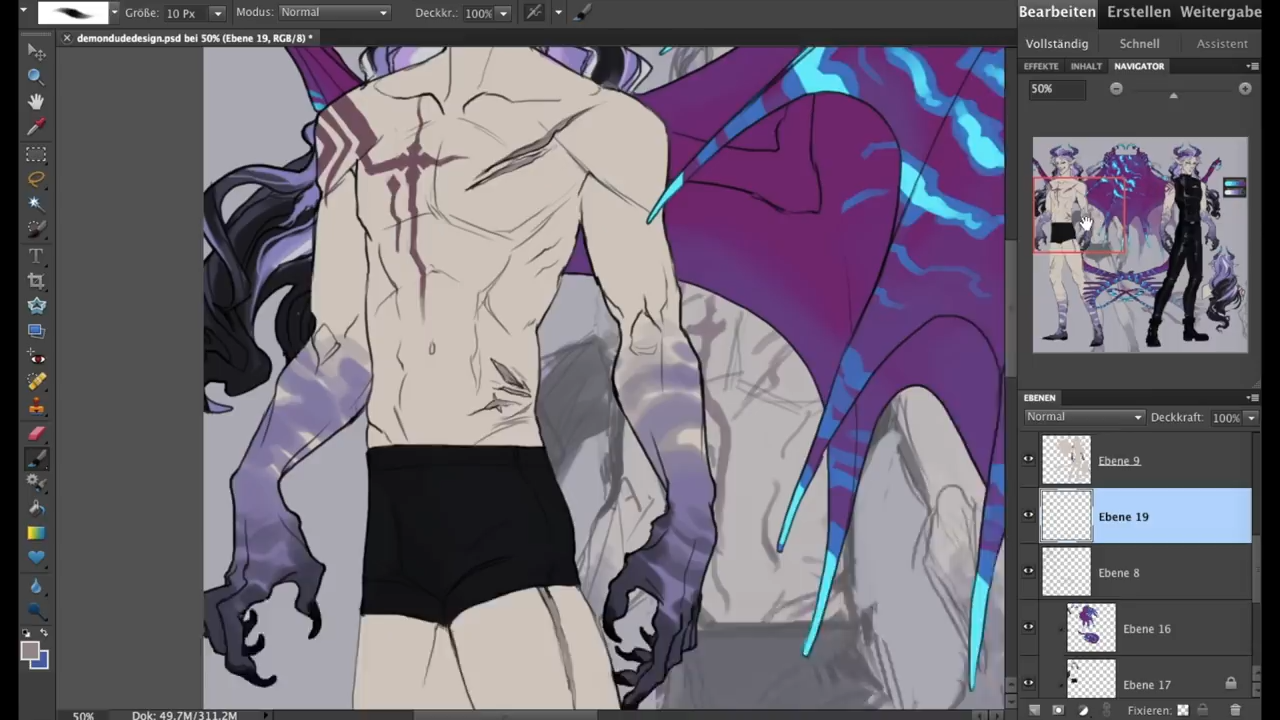 Größe: 10 Px Modus: Normal Deckkr.: 100%
Bearbeiten Erstellen Weitergabe
demondudedesign.psd bei 50% (Ebene 19, RGB/8) *
Vollständig Schnell Assistent
EFFEKTE INHALT NAVIGATOR
50%
EBENEN
Normal Deckkraft: 100%
Ebene 9
Ebene 19
Ebene 8
Ebene 16
Ebene 17
50% Dok: 49,7M/311,2M
Fixieren: